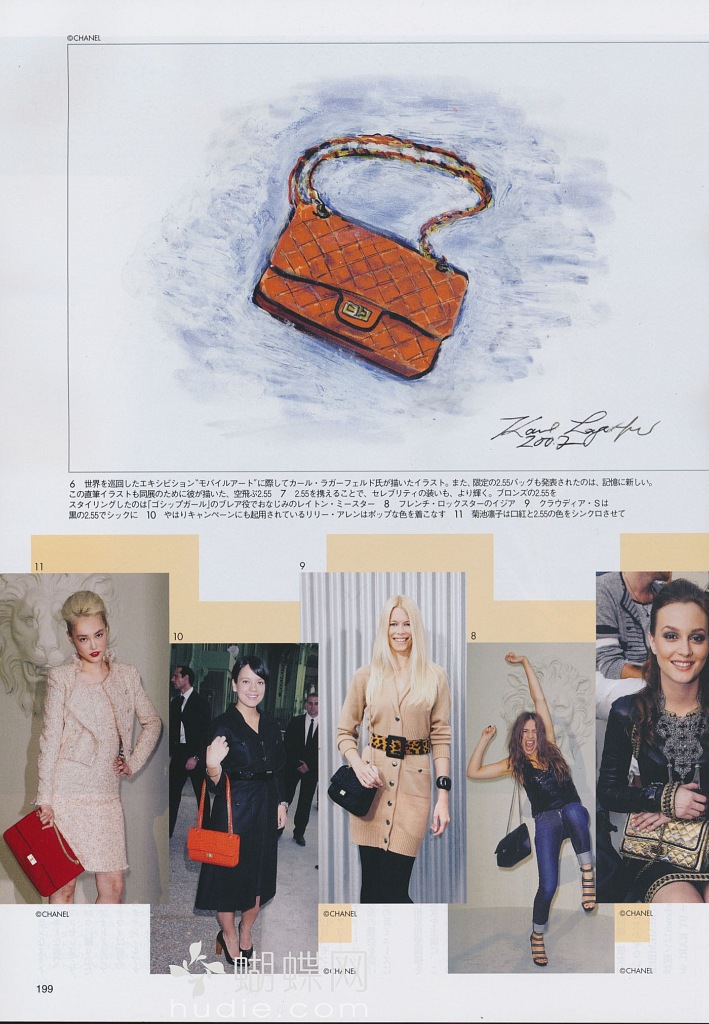 ©CHANEL
Karl Lagerfeld
2007
6 世界を巡回したエキシビション"モバイルアート"に際してカール・ラガーフェルド氏が描いたイラスト。また、限定の2.55バッグも発表されたのは、記憶に新しい。
この直筆イラストも同展のために彼が描いた、空飛ぶ2.55 7 2.55を携えることで、セレブリティの装いも、より輝く。ブロンズの2.55を
スタイリングしたのは「ゴシップガール」のブレア役でおなじみのレイトン・ミースター 8 フレンチ・ロックスターのイジア 9 クラウディア・Sは
黒の2.55でシックに 10 やはりキャンペーンにも起用されているリリー・アレンはポップな色を着こなす 11 菊池凛子は口紅と2.55の色をシンクロさせて
11
10
9
8
©CHANEL
©CHANEL
©CHANEL
©CHANEL
©CHANEL
199
蝴蝶网
hudie.com